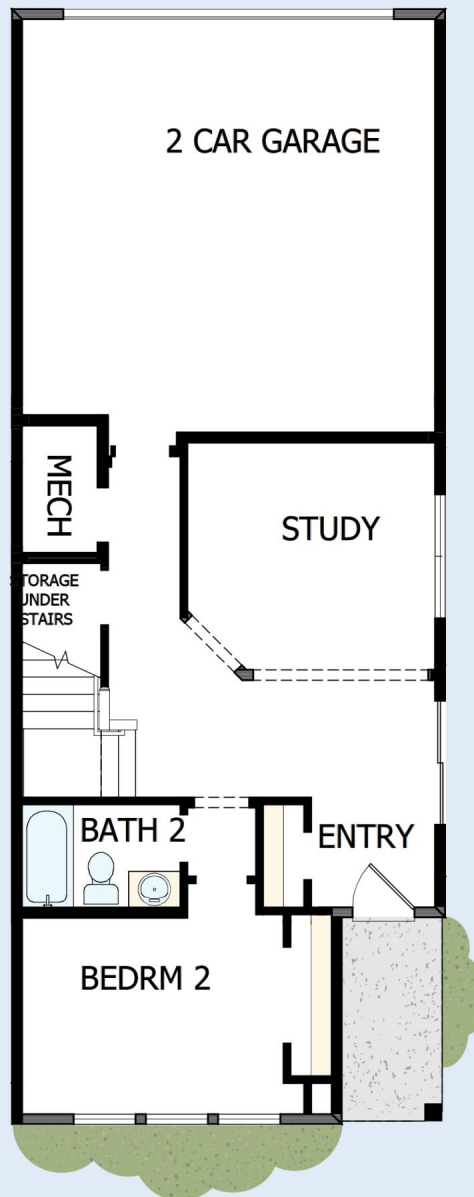 2 CAR GARAGE
MECH
STUDY
STORAGE
UNDER
STAIRS
BATH 2
ENTRY
BEDRM 2